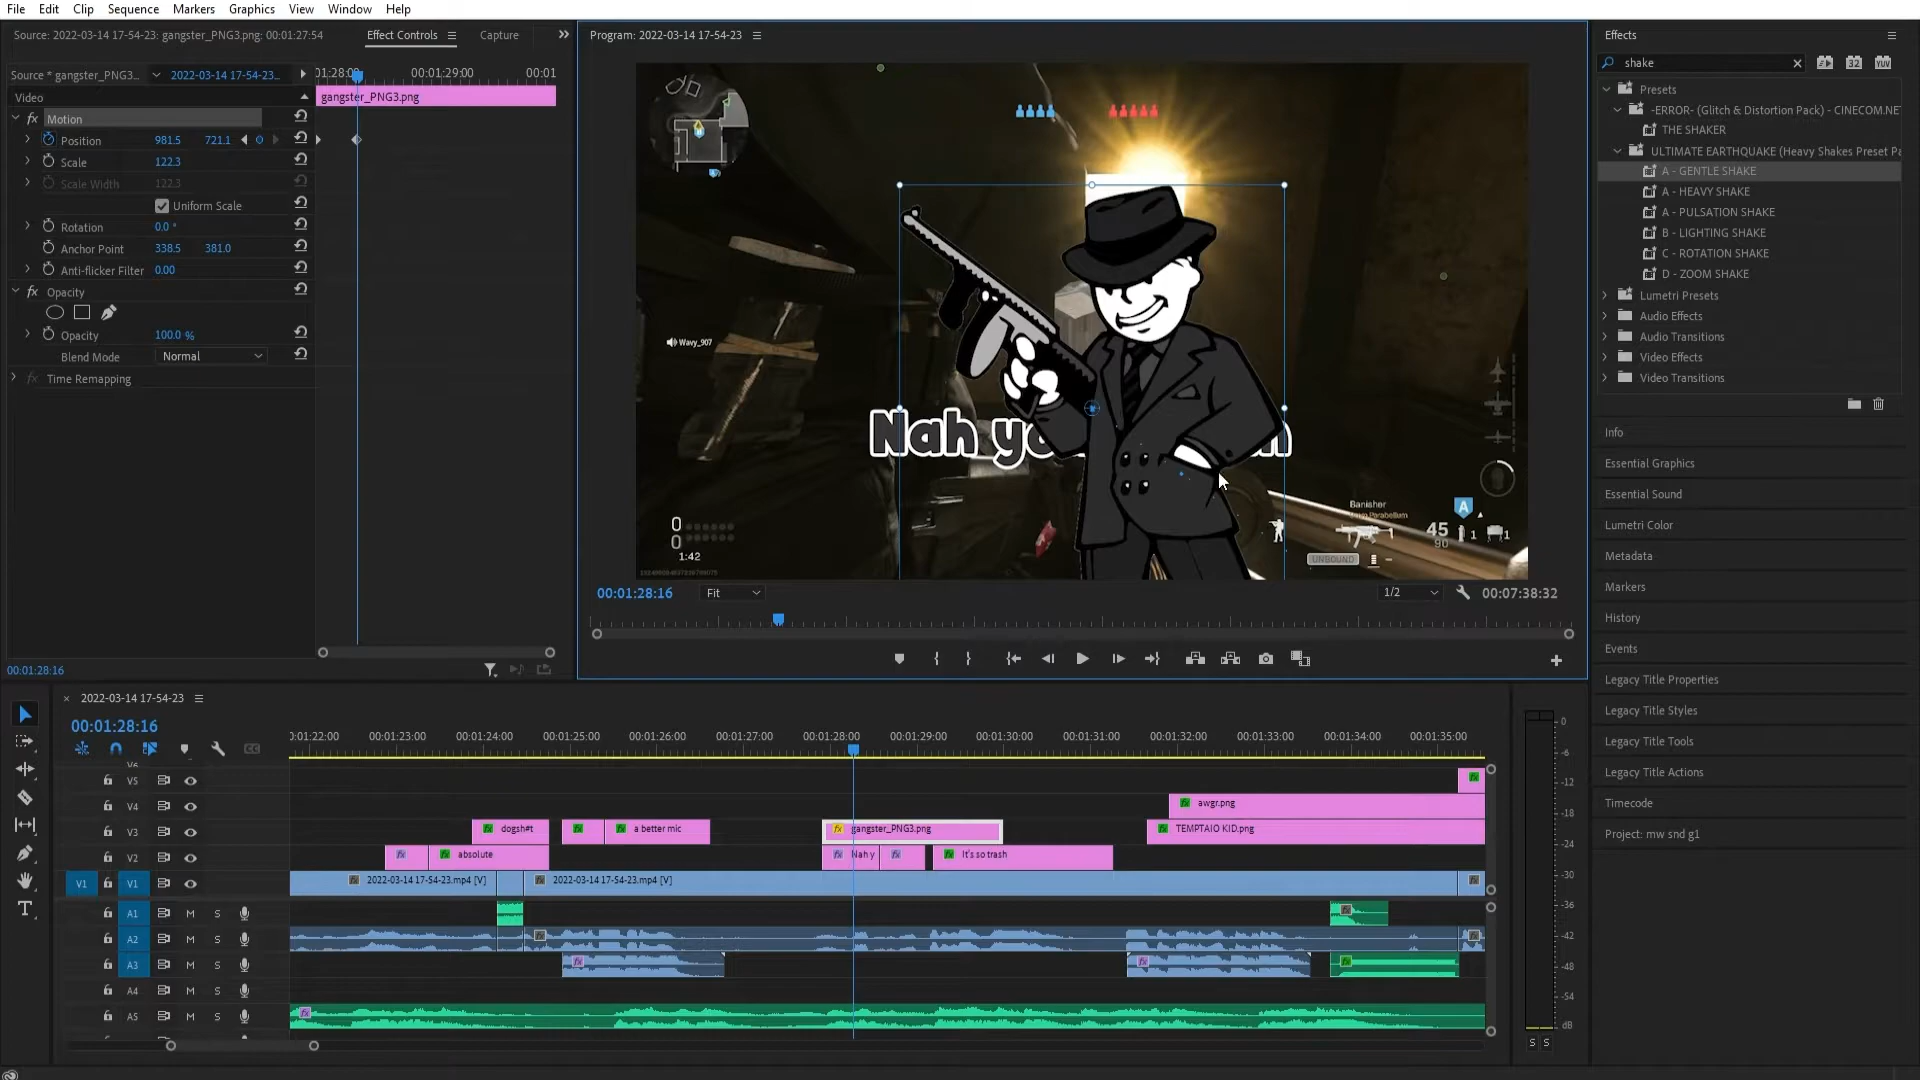 File Edit Clip Sequence Markers Graphics View Window Help
Source: 2022-03-14 17-54-23: gangster_PNG3.png: 00:01:27:54
Effect Controls
Capture
Program: 2022-03-14 17-54-23
Effects
Source * gangster_PNG3...
2022-03-14 17-54-23...
00:01:29:00
00:01
shake
Video
gangster_PNG3.png
fx Motion
Position 981.5 721.1
Scale 122.3
Scale Width 122.3
Uniform Scale
Rotation 0.0 °
Anchor Point 338.5 381.0
Anti-flicker Filter 0.00
fx Opacity
Opacity 100.0 %
Blend Mode Normal
fx Time Remapping
00:01:28:16
Wavy_907
Nah yo
0
0
1:42
Banisher
45
90
1
1
A
UNBOUND
00:01:28:16
Fit
1/2
00:07:38:32
Presets
-ERROR- (Glitch & Distortion Pack) - CINECOM.NE
THE SHAKER
ULTIMATE EARTHQUAKE (Heavy Shakes Preset Pa
A - GENTLE SHAKE
A - HEAVY SHAKE
A - PULSATION SHAKE
B - LIGHTING SHAKE
C - ROTATION SHAKE
D - ZOOM SHAKE
Lumetri Presets
Audio Effects
Audio Transitions
Video Effects
Video Transitions
Info
Essential Graphics
Essential Sound
Lumetri Color
Metadata
Markers
History
Events
Legacy Title Properties
Legacy Title Styles
Legacy Title Tools
Legacy Title Actions
Timecode
Project: mw snd g1
2022-03-14 17-54-23
00:01:28:16
00:01:23:00 00:01:24:00 00:01:25:00 00:01:26:00 00:01:27:00 00:01:28:00 00:01:29:00 00:01:30:00 00:01:31:00 00:01:32:00 00:01:33:00 00:01:34:00 00:01:35:00
V5
V4 awgr.png
V3 dogsh#t a better mic gangster_PNG3.png TEMPTAIO KID.png
V2 absolute Nah y It's so trash
V1 V1 2022-03-14 17-54-23.mp4 [V] 2022-03-14 17-54-23.mp4 [V]
A1 M S
A2 M S
A3 M S
A4 M S
A5 M S
0
-6
-12
-18
-24
-30
-36
-42
-48
-54
dB
S S